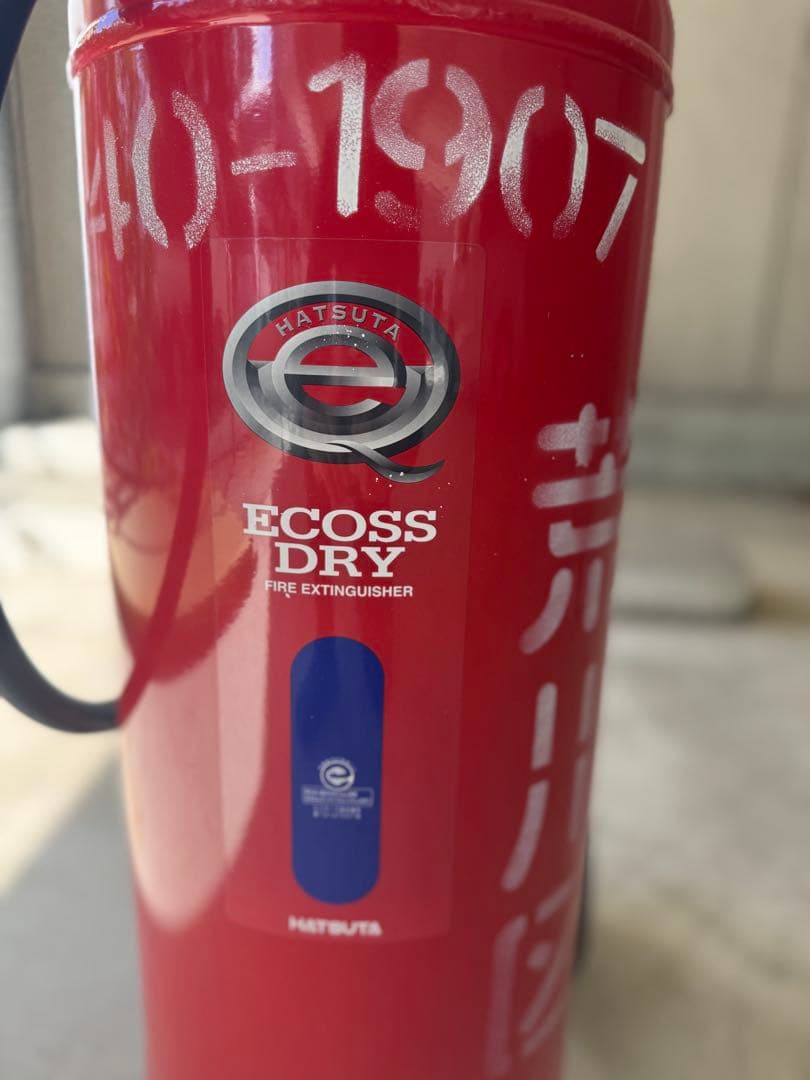 40-1907
HATSUTA
e
ECOSS
DRY
FIRE EXTINGUISHER
e
HATSUTA